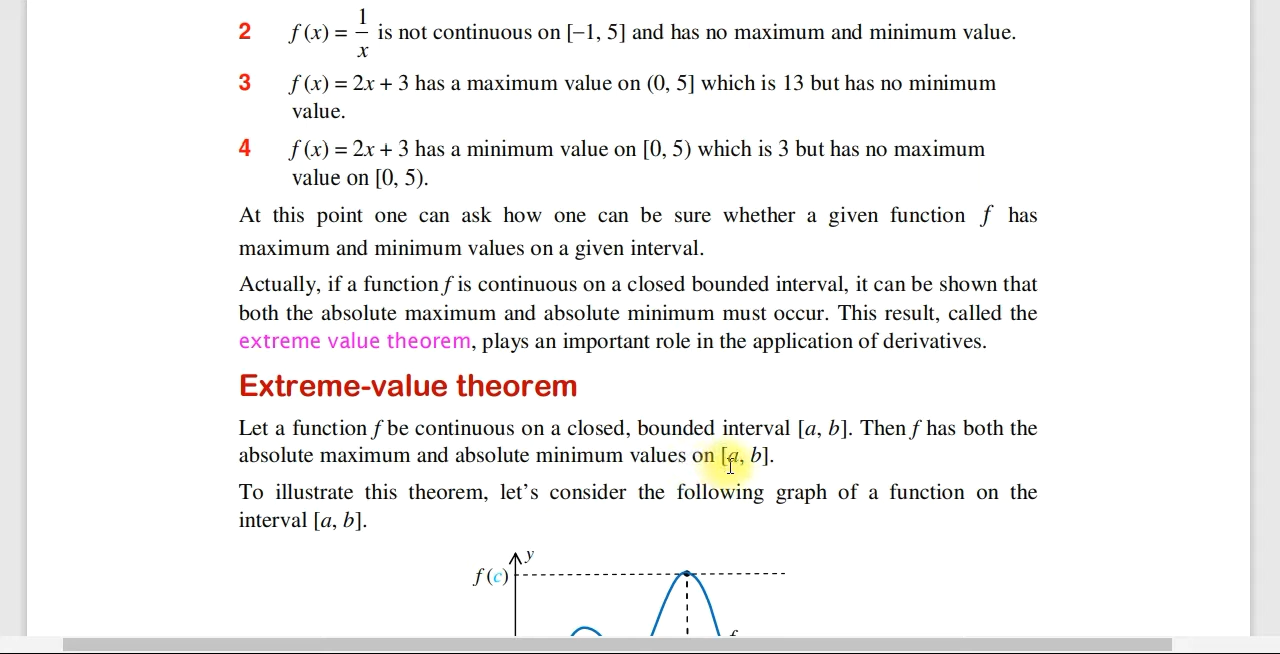 2 f(x) = 1/x is not continuous on [–1, 5] and has no maximum and minimum value.
3 f(x) = 2x + 3 has a maximum value on (0, 5] which is 13 but has no minimum
value.
4 f(x) = 2x + 3 has a minimum value on [0, 5) which is 3 but has no maximum
value on [0, 5).
At this point one can ask how one can be sure whether a given function f has
maximum and minimum values on a given interval.
Actually, if a function f is continuous on a closed bounded interval, it can be shown that
both the absolute maximum and absolute minimum must occur. This result, called the
extreme value theorem, plays an important role in the application of derivatives.
Extreme-value theorem
Let a function f be continuous on a closed, bounded interval [a, b]. Then f has both the
absolute maximum and absolute minimum values on [a, b].
To illustrate this theorem, let's consider the following graph of a function on the
interval [a, b].
y
f(c)